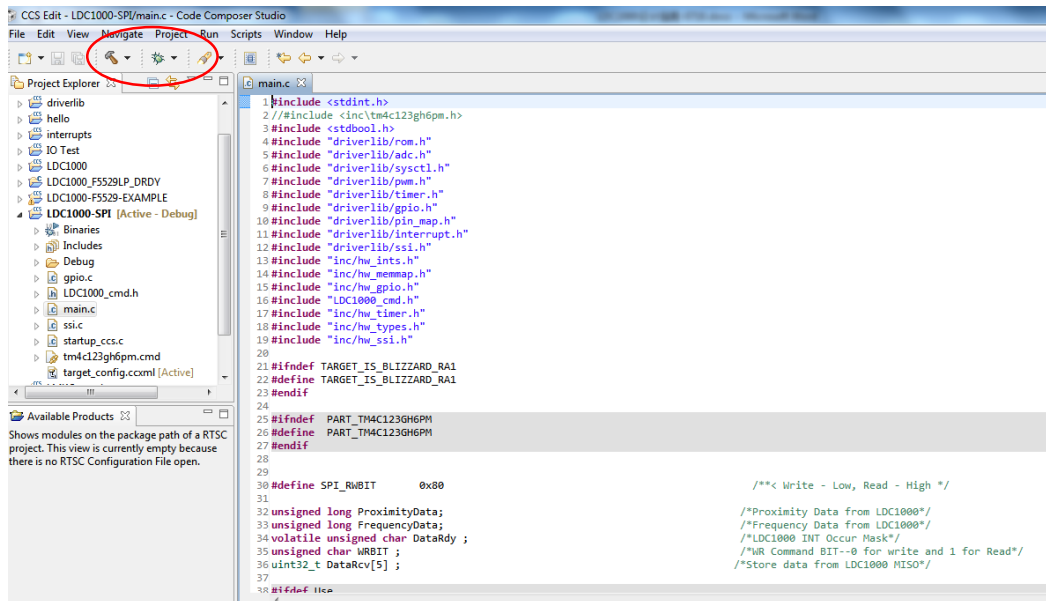 CCS Edit - LDC1000-SPI/main.c - Code Composer Studio
File Edit View Navigate Project Run Scripts Window Help
Project Explorer
driverlib
hello
interrupts
IO Test
LDC1000
LDC1000_F5529LP_DRDY
LDC1000-F5529-EXAMPLE
LDC1000-SPI [Active - Debug]
Binaries
Includes
Debug
gpio.c
LDC1000_cmd.h
main.c
ssi.c
startup_ccs.c
tm4c123gh6pm.cmd
target_config.ccxml [Active]
Available Products
Shows modules on the package path of a RTSC
project. This view is currently empty because
there is no RTSC Configuration File open.
main.c
1 #include <stdint.h>
2 //#include <inc\tm4c123gh6pm.h>
3 #include <stdbool.h>
4 #include "driverlib/rom.h"
5 #include "driverlib/adc.h"
6 #include "driverlib/sysctl.h"
7 #include "driverlib/pwm.h"
8 #include "driverlib/timer.h"
9 #include "driverlib/gpio.h"
10 #include "driverlib/pin_map.h"
11 #include "driverlib/interrupt.h"
12 #include "driverlib/ssi.h"
13 #include "inc/hw_ints.h"
14 #include "inc/hw_memmap.h"
15 #include "inc/hw_gpio.h"
16 #include "LDC1000_cmd.h"
17 #include "inc/hw_timer.h"
18 #include "inc/hw_types.h"
19 #include "inc/hw_ssi.h"
20
21 #ifndef TARGET_IS_BLIZZARD_RA1
22 #define TARGET_IS_BLIZZARD_RA1
23 #endif
24
25 #ifndef PART_TM4C123GH6PM
26 #define PART_TM4C123GH6PM
27 #endif
28
29
30 #define SPI_RWBIT 0x80 /**< Write - Low, Read - High */
31
32 unsigned long ProximityData; /*Proximity Data from LDC1000*/
33 unsigned long FrequencyData; /*Frequency Data from LDC1000*/
34 volatile unsigned char DataRdy ; /*LDC1000 INT Occur Mask*/
35 unsigned char WRBIT ; /*WR Command BIT--0 for write and 1 for Read*/
36 uint32_t DataRcv[5] ; /*Store data from LDC1000 MISO*/
37
38 #ifdef Use